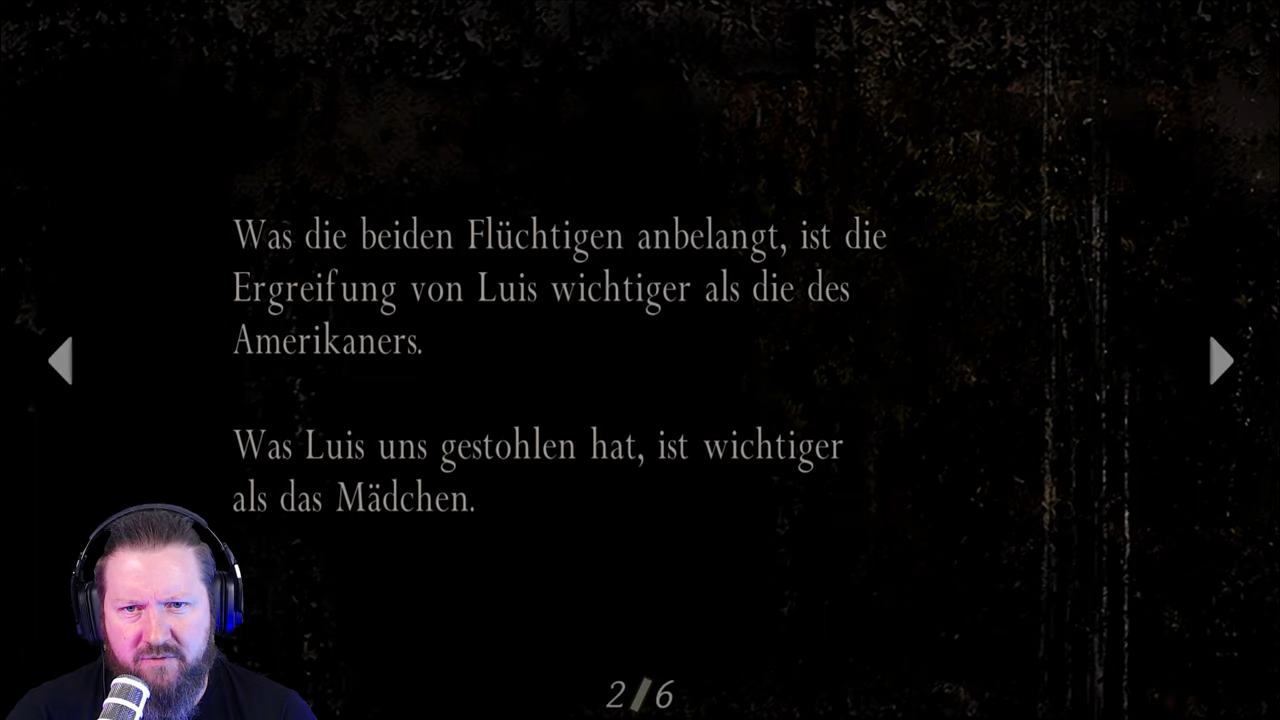 Was die beiden Flüchtigen anbelangt, ist die
Ergreifung von Luis wichtiger als die des
Amerikaners.
Was Luis uns gestohlen hat, ist wichtiger
als das Mädchen.
2/6